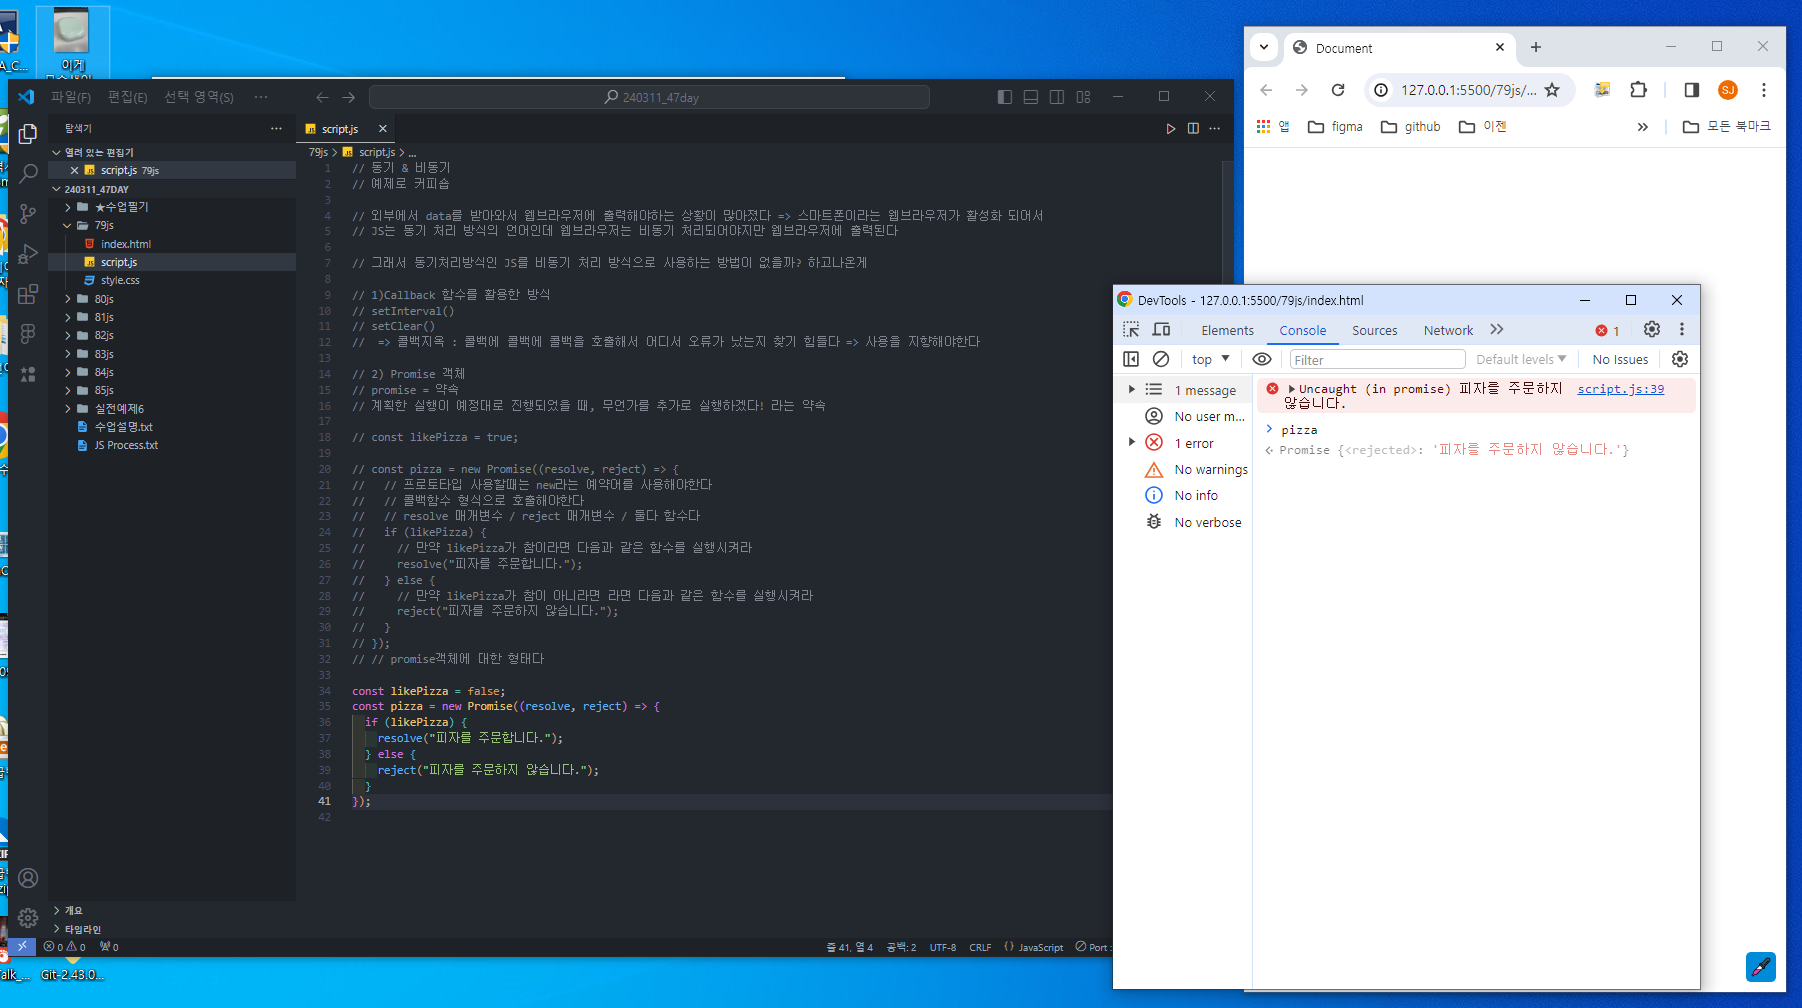 이게
파일(F) 편집(E) 선택 영역(S) ···
240311_47day
탐색기
열려 있는 편집기
script.js 79js
240311_47DAY
★수업필기
79js
index.html
script.js
style.css
80js
81js
82js
83js
84js
85js
실전예제6
수업설명.txt
JS Process.txt
개요
타임라인
script.js
79js > script.js > ...
1 // 동기 & 비동기
2 // 예제로 커피숍
3
4 // 외부에서 data를 받아와서 웹브라우저에 출력해야하는 상황이 많아졌다 => 스마트폰이라는 웹브라우저가 활성화 되어서
5 // JS는 동기 처리 방식의 언어인데 웹브라우저는 비동기 처리되어야지만 웹브라우저에 출력된다
6
7 // 그래서 동기처리방식인 JS를 비동기 처리 방식으로 사용하는 방법이 없을까? 하고나온게
8
9 // 1)Callback 함수를 활용한 방식
10 // setInterval()
11 // setClear()
12 //  => 콜백지옥 : 콜백에 콜백에 콜백을 호출해서 어디서 오류가 났는지 찾기 힘들다 => 사용을 지향해야한다
13
14 // 2) Promise 객체
15 // promise = 약속
16 // 계획한 실행이 예정대로 진행되었을 때, 무언가를 추가로 실행하겠다! 라는 약속
17
18 // const likePizza = true;
19
20 // const pizza = new Promise((resolve, reject) => {
21 //   // 프로토타입 사용할때는 new라는 예약어를 사용해야한다
22 //   // 콜백함수 형식으로 호출해야한다
23 //   // resolve 매개변수 / reject 매개변수 / 둘다 함수다
24 //   if (likePizza) {
25 //     // 만약 likePizza가 참이라면 다음과 같은 함수를 실행시켜라
26 //     resolve("피자를 주문합니다.");
27 //   } else {
28 //     // 만약 likePizza가 참이 아니라면 라면 다음과 같은 함수를 실행시켜라
29 //     reject("피자를 주문하지 않습니다.");
30 //   }
31 // });
32 // // promise객체에 대한 형태다
33
34 const likePizza = false;
35 const pizza = new Promise((resolve, reject) => {
36   if (likePizza) {
37     resolve("피자를 주문합니다.");
38   } else {
39     reject("피자를 주문하지 않습니다.");
40   }
41 });
42
0 0 0
줄 41, 열 4 공백: 2 UTF-8 CRLF {} JavaScript Port :
Git-2.43.0...
Document
127.0.0.1:5500/79js/...
SJ
앱 figma github 이젠 » 모든 북마크
DevTools - 127.0.0.1:5500/79js/index.html
Elements Console Sources Network » 1
top Filter Default levels No Issues
1 message
No user m...
1 error
No warnings
No info
No verbose
Uncaught (in promise) 피자를 주문하지 script.js:39
않습니다.
pizza
Promise {<rejected>: '피자를 주문하지 않습니다.'}